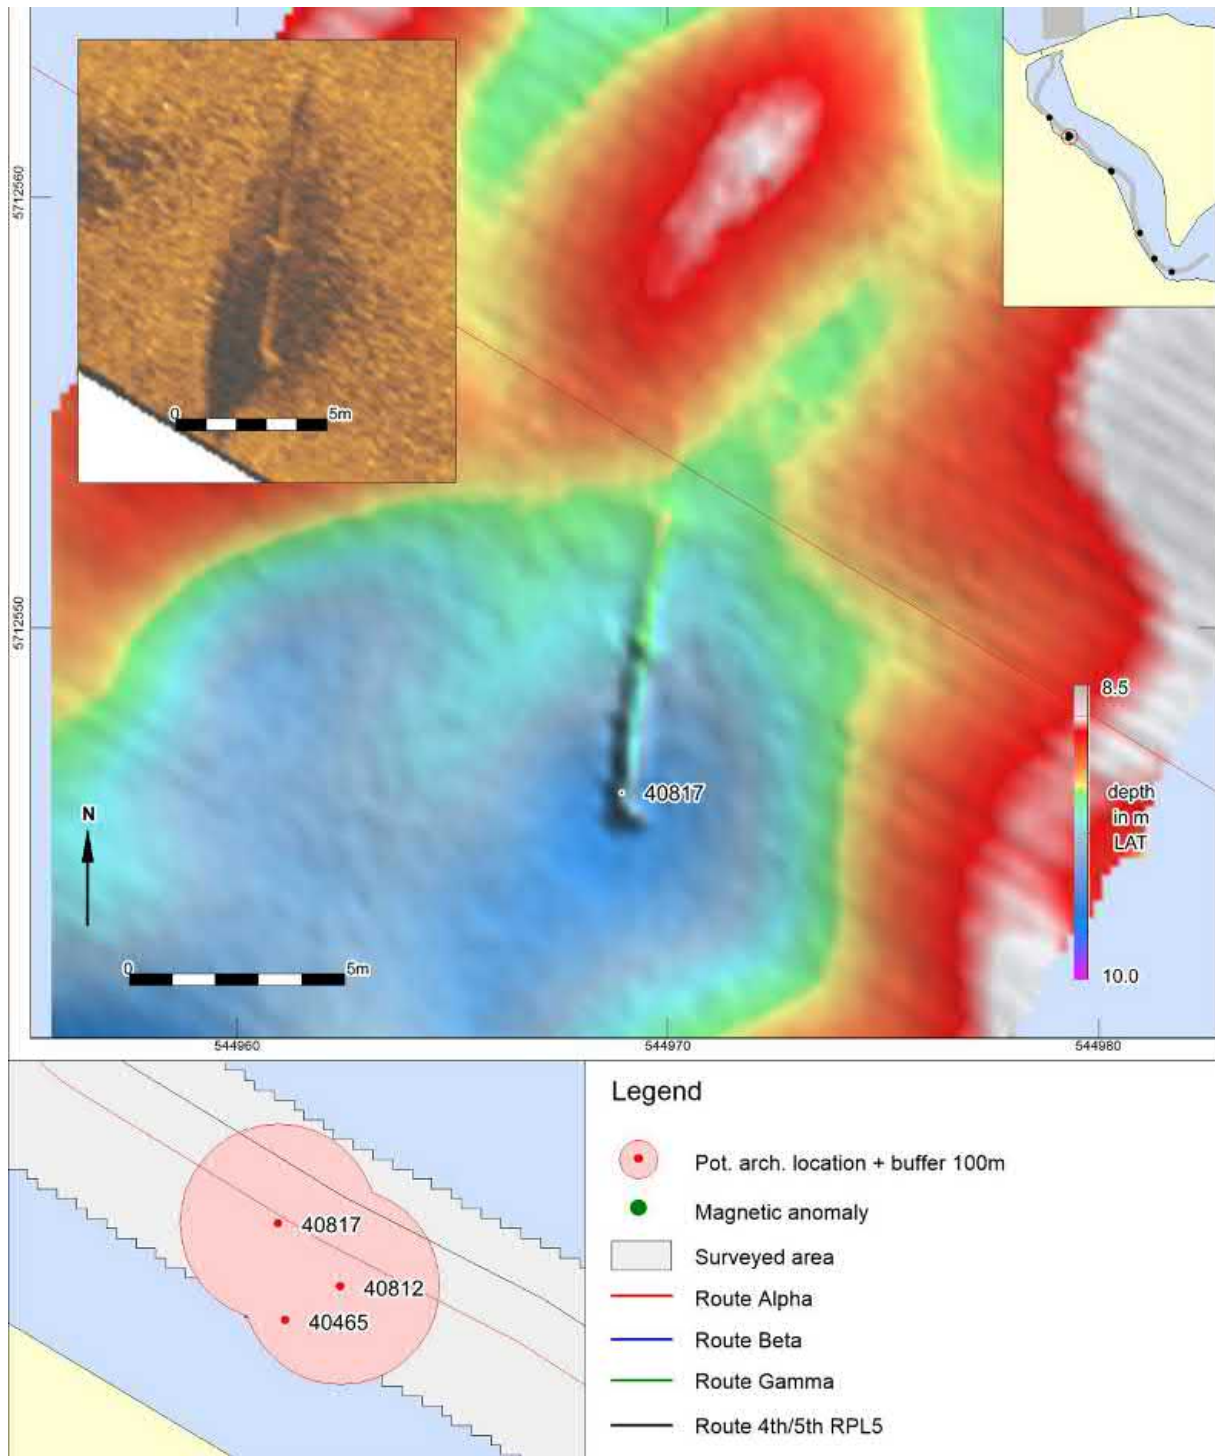 5712560
0
5m
5712550
8.5
depth
in m
LAT
10.0
40817
N
0
5m
544960
544970
544980
40817
40812
40465
Legend
Pot. arch. location + buffer 100m
Magnetic anomaly
Surveyed area
Route Alpha
Route Beta
Route Gamma
Route 4th/5th RPL5